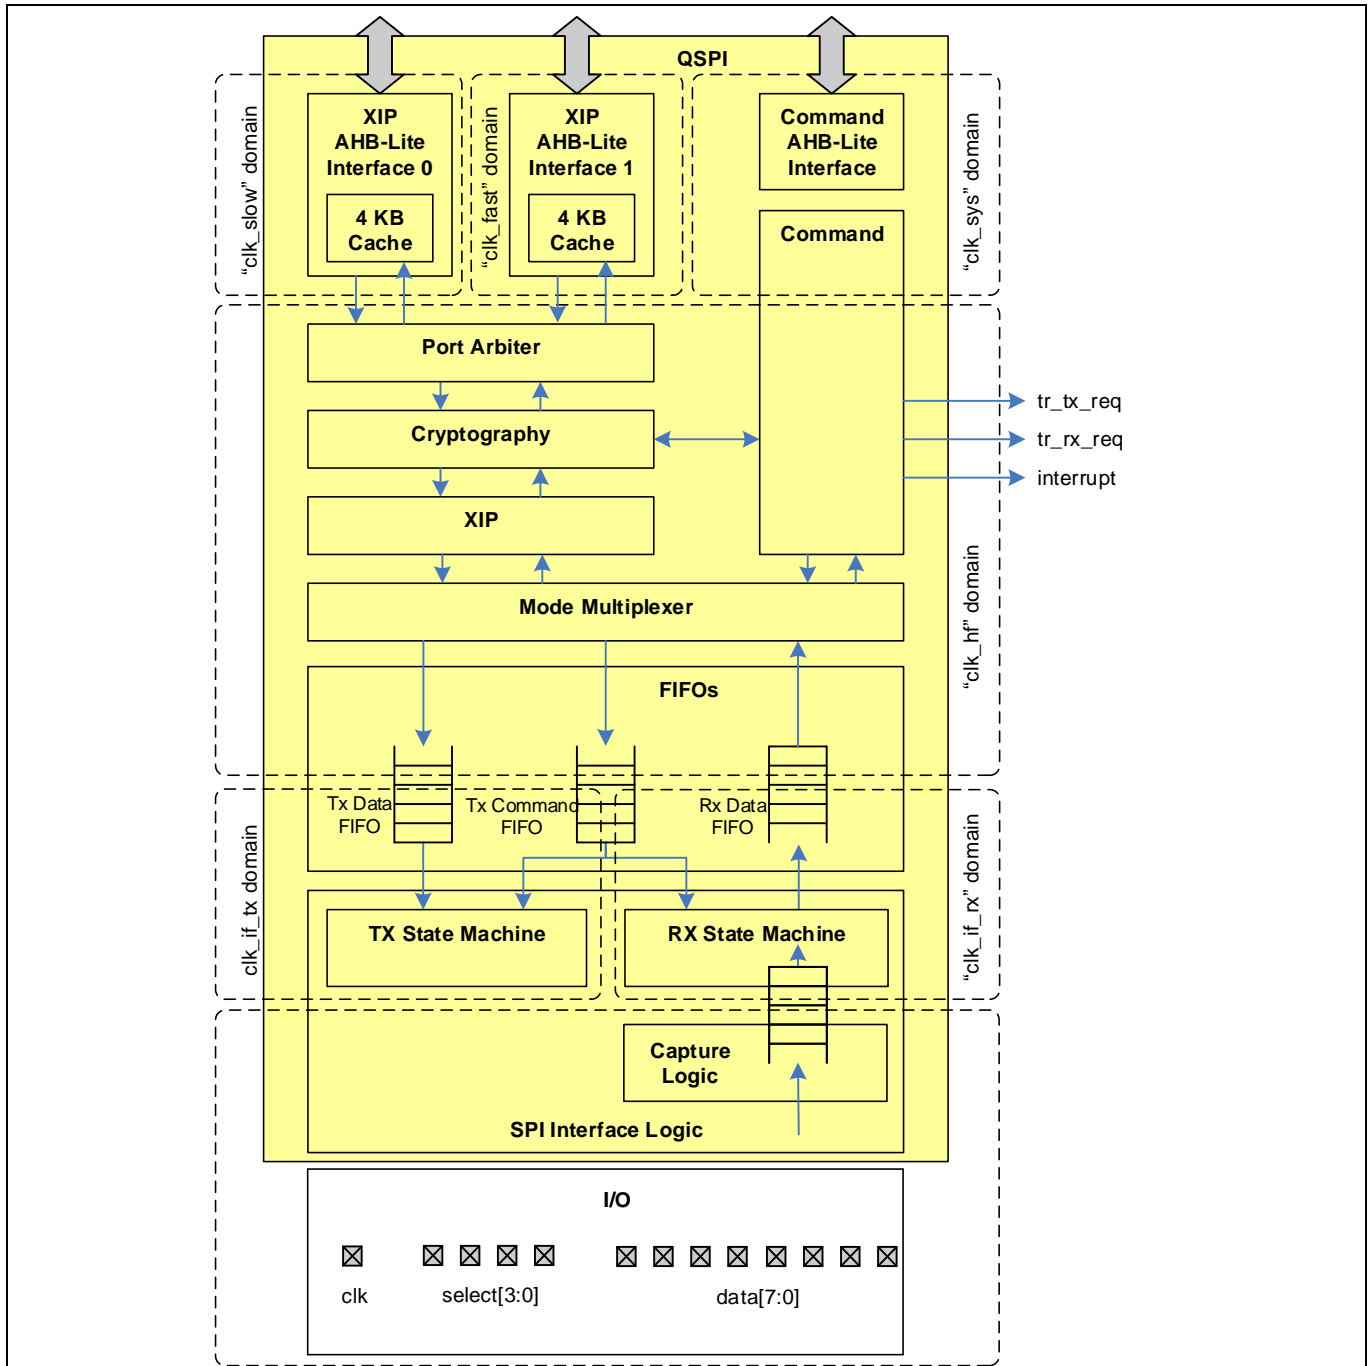 QSPI
"clk_slow" domain
XIP
AHB-Lite
Interface 0
4 KB
Cache
"clk_fast" domain
XIP
AHB-Lite
Interface 1
4 KB
Cache
Command
AHB-Lite
Interface
"clk_sys" domain
Command
Port Arbiter
Cryptography
XIP
tr_tx_req
tr_rx_req
interrupt
Mode Multiplexer
"clk_hf" domain
FIFOs
Tx Data
FIFO
Tx Command
FIFO
Rx Data
FIFO
clk_if_tx domain
"clk_if_rx" domain
TX State Machine
RX State Machine
Capture
Logic
SPI Interface Logic
I/O
clk
select[3:0]
data[7:0]